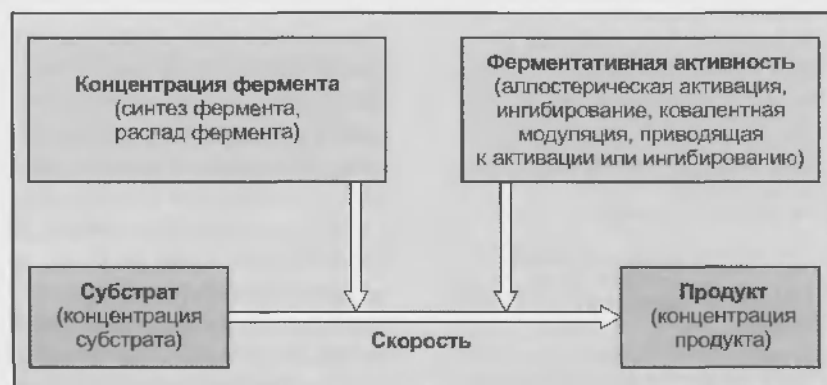 Концентрация фермента
(синтез фермента,
распад фермента)
Ферментативная активность
(аллостерическая активация,
ингибирование, ковалентная
модуляция, приводящая
к активации или ингибированию)
Субстрат
(концентрация
субстрата)
Скорость
Продукт
(концентрация
продукта)